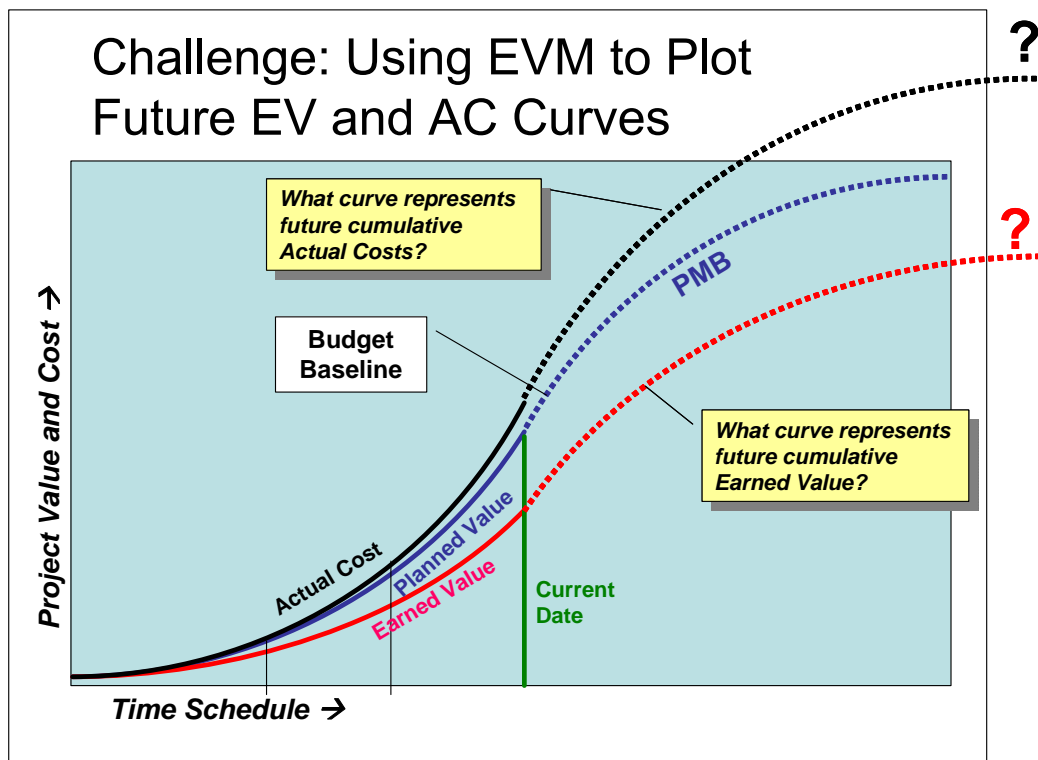 Challenge: Using EVM to Plot
Future EV and AC Curves
?
?
What curve represents
future cumulative
Actual Costs?
PMB
Budget
Baseline
What curve represents
future cumulative
Earned Value?
Project Value and Cost →
Actual Cost
Planned Value
Earned Value
Current
Date
Time Schedule →